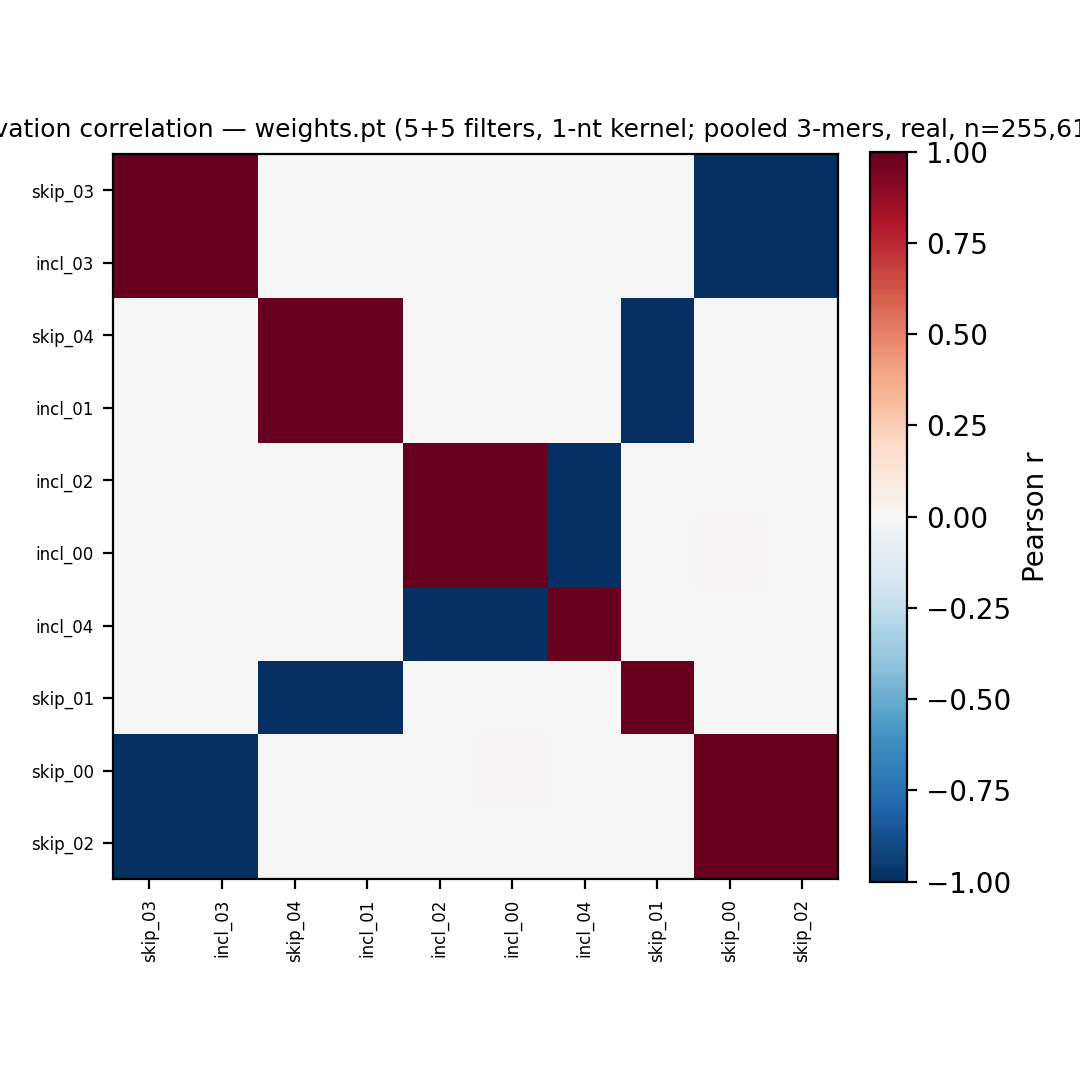 vation correlation — weights.pt (5+5 filters, 1-nt kernel; pooled 3-mers, real, n=255,61
skip_03
incl_03
skip_04
incl_01
incl_02
incl_00
incl_04
skip_01
skip_00
skip_02
skip_03
incl_03
skip_04
incl_01
incl_02
incl_00
incl_04
skip_01
skip_00
skip_02
1.00
0.75
0.50
0.25
0.00
−0.25
−0.50
−0.75
−1.00
Pearson r